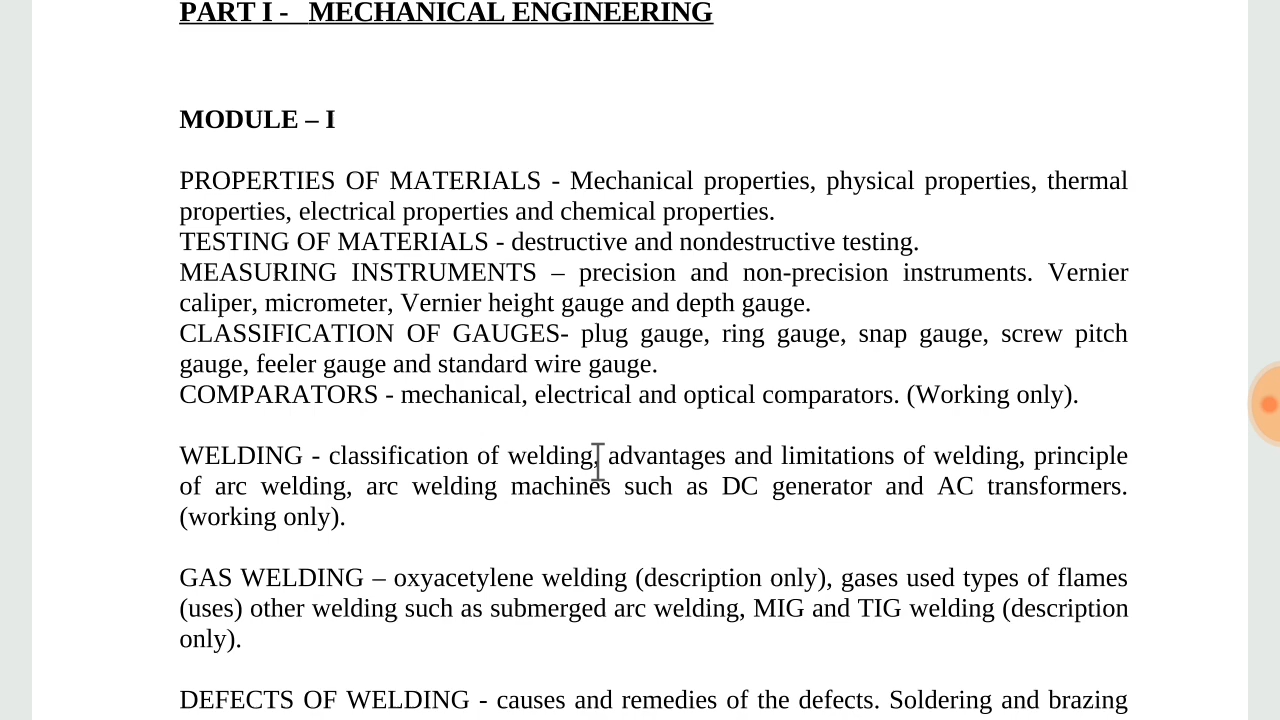 PART I - MECHANICAL ENGINEERING
MODULE – I
PROPERTIES OF MATERIALS - Mechanical properties, physical properties, thermal
properties, electrical properties and chemical properties.
TESTING OF MATERIALS - destructive and nondestructive testing.
MEASURING INSTRUMENTS – precision and non-precision instruments. Vernier
caliper, micrometer, Vernier height gauge and depth gauge.
CLASSIFICATION OF GAUGES- plug gauge, ring gauge, snap gauge, screw pitch
gauge, feeler gauge and standard wire gauge.
COMPARATORS - mechanical, electrical and optical comparators. (Working only).
WELDING - classification of welding, advantages and limitations of welding, principle
of arc welding, arc welding machines such as DC generator and AC transformers.
(working only).
GAS WELDING – oxyacetylene welding (description only), gases used types of flames
(uses) other welding such as submerged arc welding, MIG and TIG welding (description
only).
DEFECTS OF WELDING - causes and remedies of the defects. Soldering and brazing